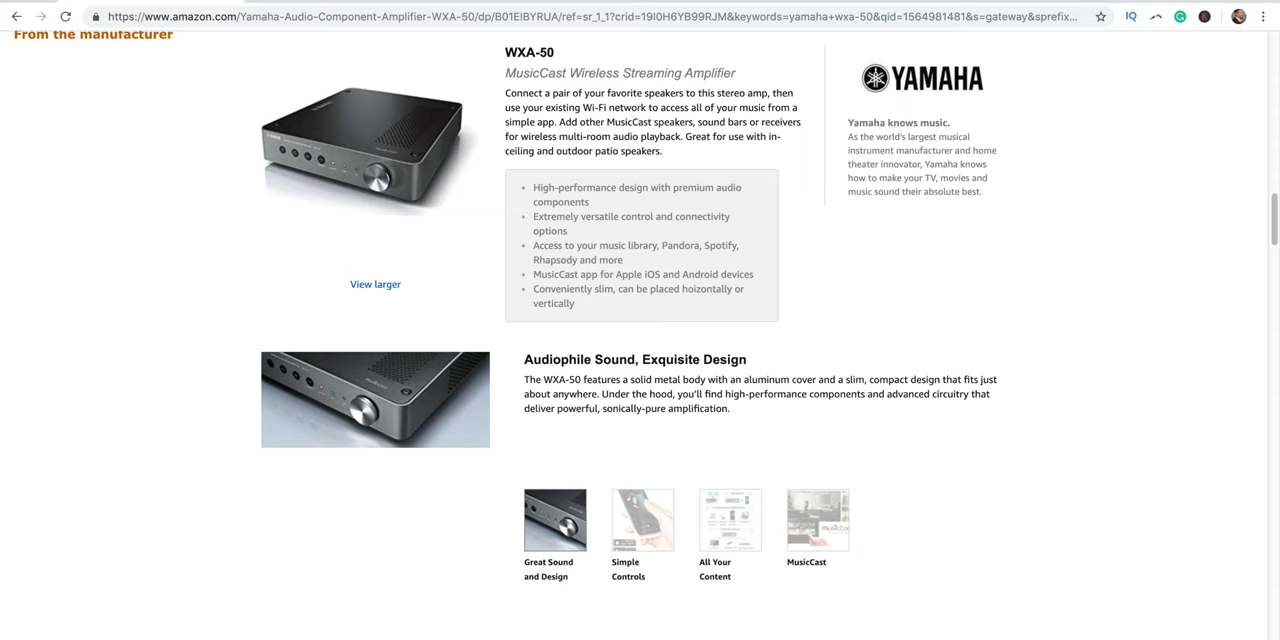 https://www.amazon.com/Yamaha-Audio-Component-Amplifier-WXA-50/dp/B01EIBYRUA/ref=sr_1_1?crid=19I0H6YB99RJM&keywords=yamaha+wxa-50&qid=1564981481&s=gateway&sprefix...
From the manufacturer
WXA-50
MusicCast Wireless Streaming Amplifier
Connect a pair of your favorite speakers to this stereo amp, then
use your existing Wi-Fi network to access all of your music from a
simple app. Add other MusicCast speakers, sound bars or receivers
for wireless multi-room audio playback. Great for use with in-
ceiling and outdoor patio speakers.
• High-performance design with premium audio
components
• Extremely versatile control and connectivity
options
• Access to your music library, Pandora, Spotify,
Rhapsody and more
• MusicCast app for Apple iOS and Android devices
• Conveniently slim, can be placed hoizontally or
vertically
View larger
YAMAHA
Yamaha knows music.
As the world's largest musical
instrument manufacturer and home
theater innovator, Yamaha knows
how to make your TV, movies and
music sound their absolute best.
Audiophile Sound, Exquisite Design
The WXA-50 features a solid metal body with an aluminum cover and a slim, compact design that fits just
about anywhere. Under the hood, you'll find high-performance components and advanced circuitry that
deliver powerful, sonically-pure amplification.
Great Sound
and Design
Simple
Controls
All Your
Content
MusicCast